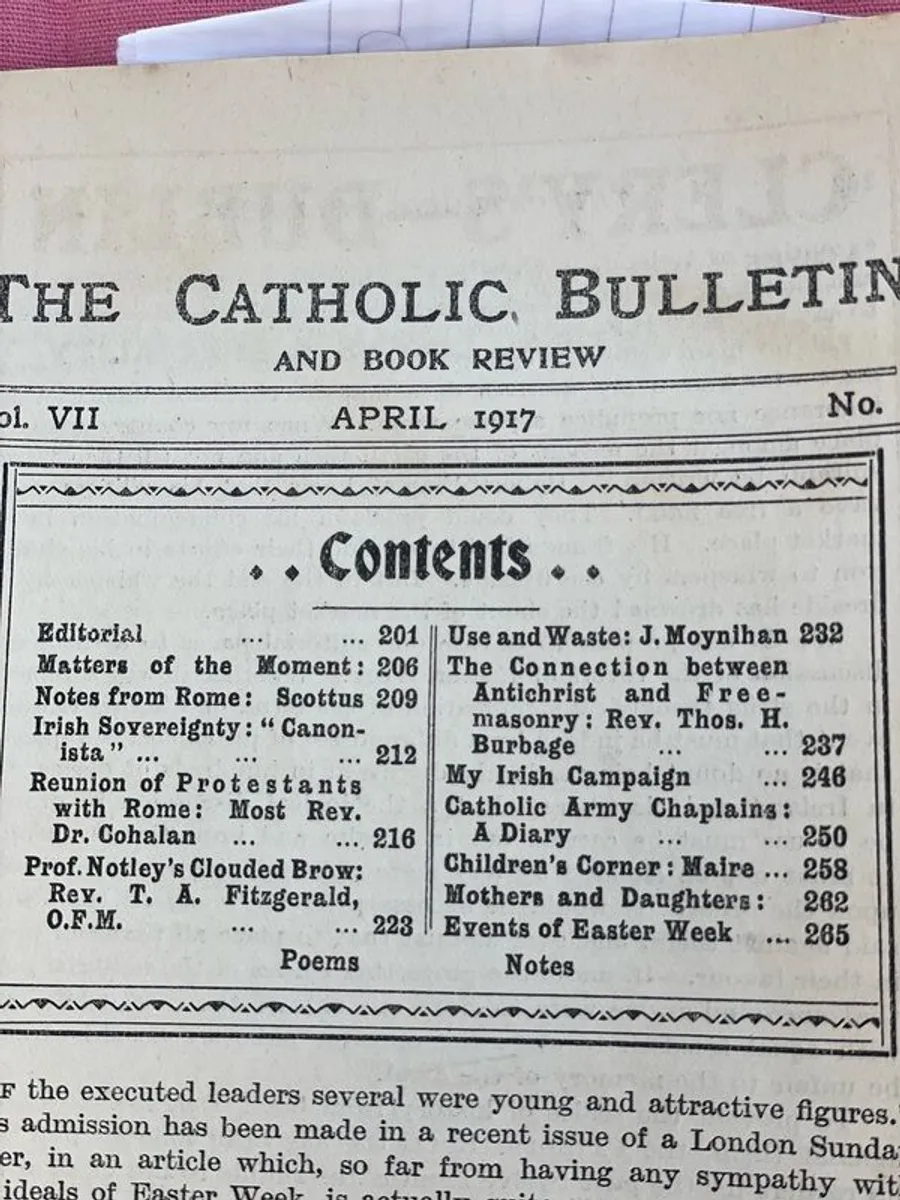 THE CATHOLIC BULLETIN
AND BOOK REVIEW
ol. VII APRIL 1917 No.
. . Contents . .
Editorial ... ... 201
Matters of the Moment: 206
Notes from Rome: Scottus 209
Irish Sovereignty: "Canon-
ista" ... ... ... 212
Reunion of Protestants
with Rome: Most Rev.
Dr. Cohalan ... ... 216
Prof. Notley's Clouded Brow:
Rev. T. A. Fitzgerald,
O.F.M. ... ... 223
Poems
Use and Waste: J. Moynihan 232
The Connection between
Antichrist and Free-
masonry: Rev. Thos. H.
Burbage ... ... 237
My Irish Campaign ... 246
Catholic Army Chaplains:
A Diary ... ... 250
Children's Corner: Maire ... 258
Mothers and Daughters: 262
Events of Easter Week ... 265
Notes
F the executed leaders several were young and attractive figures.
s admission has been made in a recent issue of a London Sunda
er, in an article which, so far from having any sympathy wit
ideals of Easter Week, is actually quite